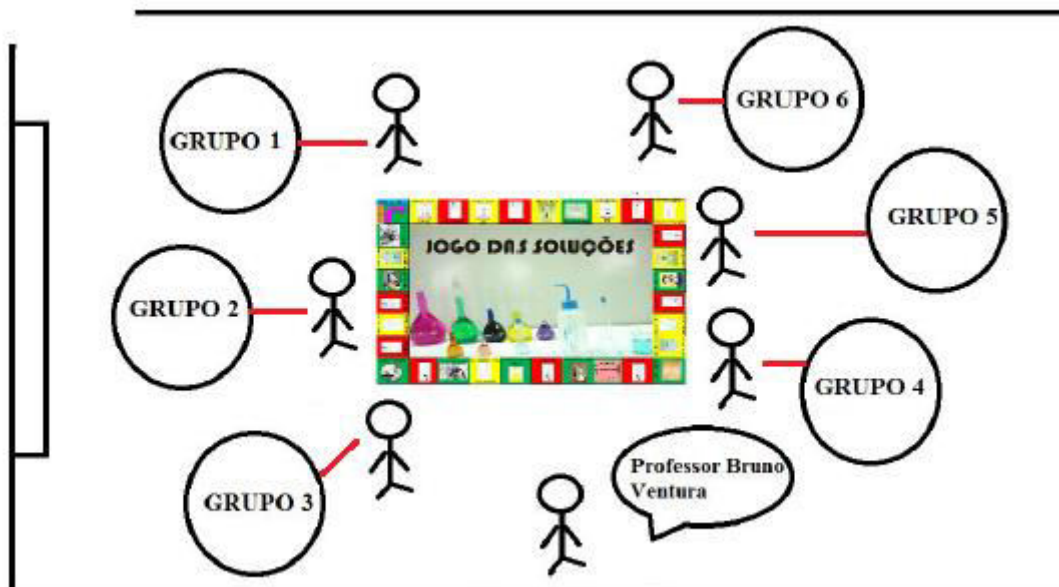 GRUPO 1
GRUPO 6
GRUPO 5
JOGO DAS SOLUÇÕES
GRUPO 2
GRUPO 4
GRUPO 3
Professor Bruno
Ventura